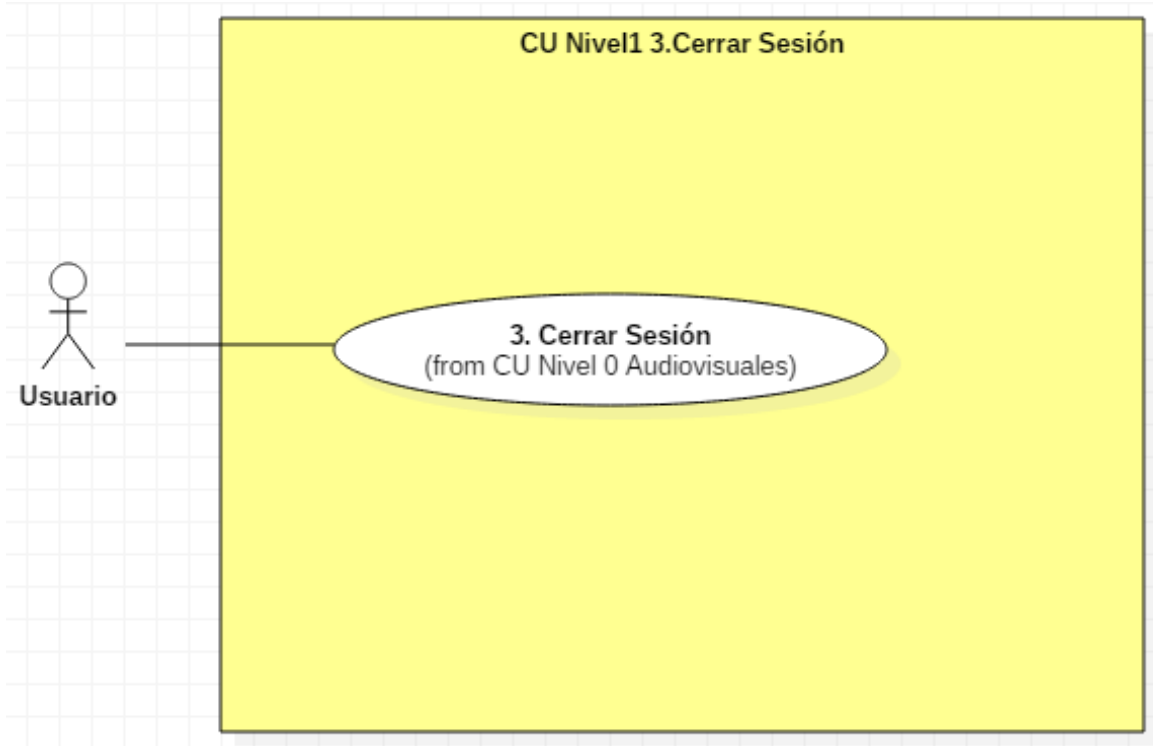 CU Nivel1 3.Cerrar Sesión
3. Cerrar Sesión
(from CU Nivel 0 Audiovisuales)
Usuario